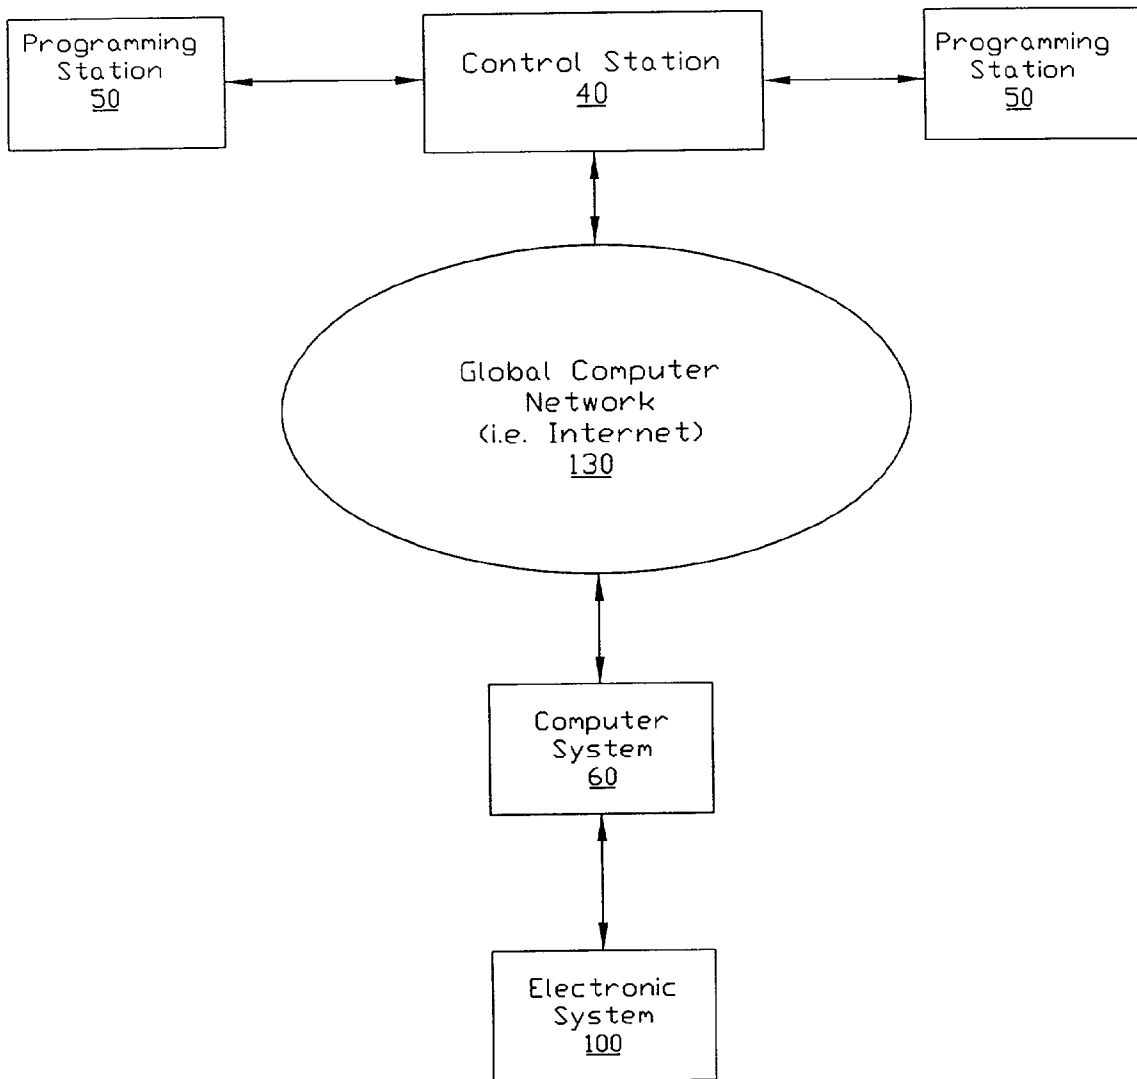 Programming
Station
50
Control Station
40
Programming
Station
50
Global Computer
Network
(i.e. Internet)
130
Computer
System
60
Electronic
System
100